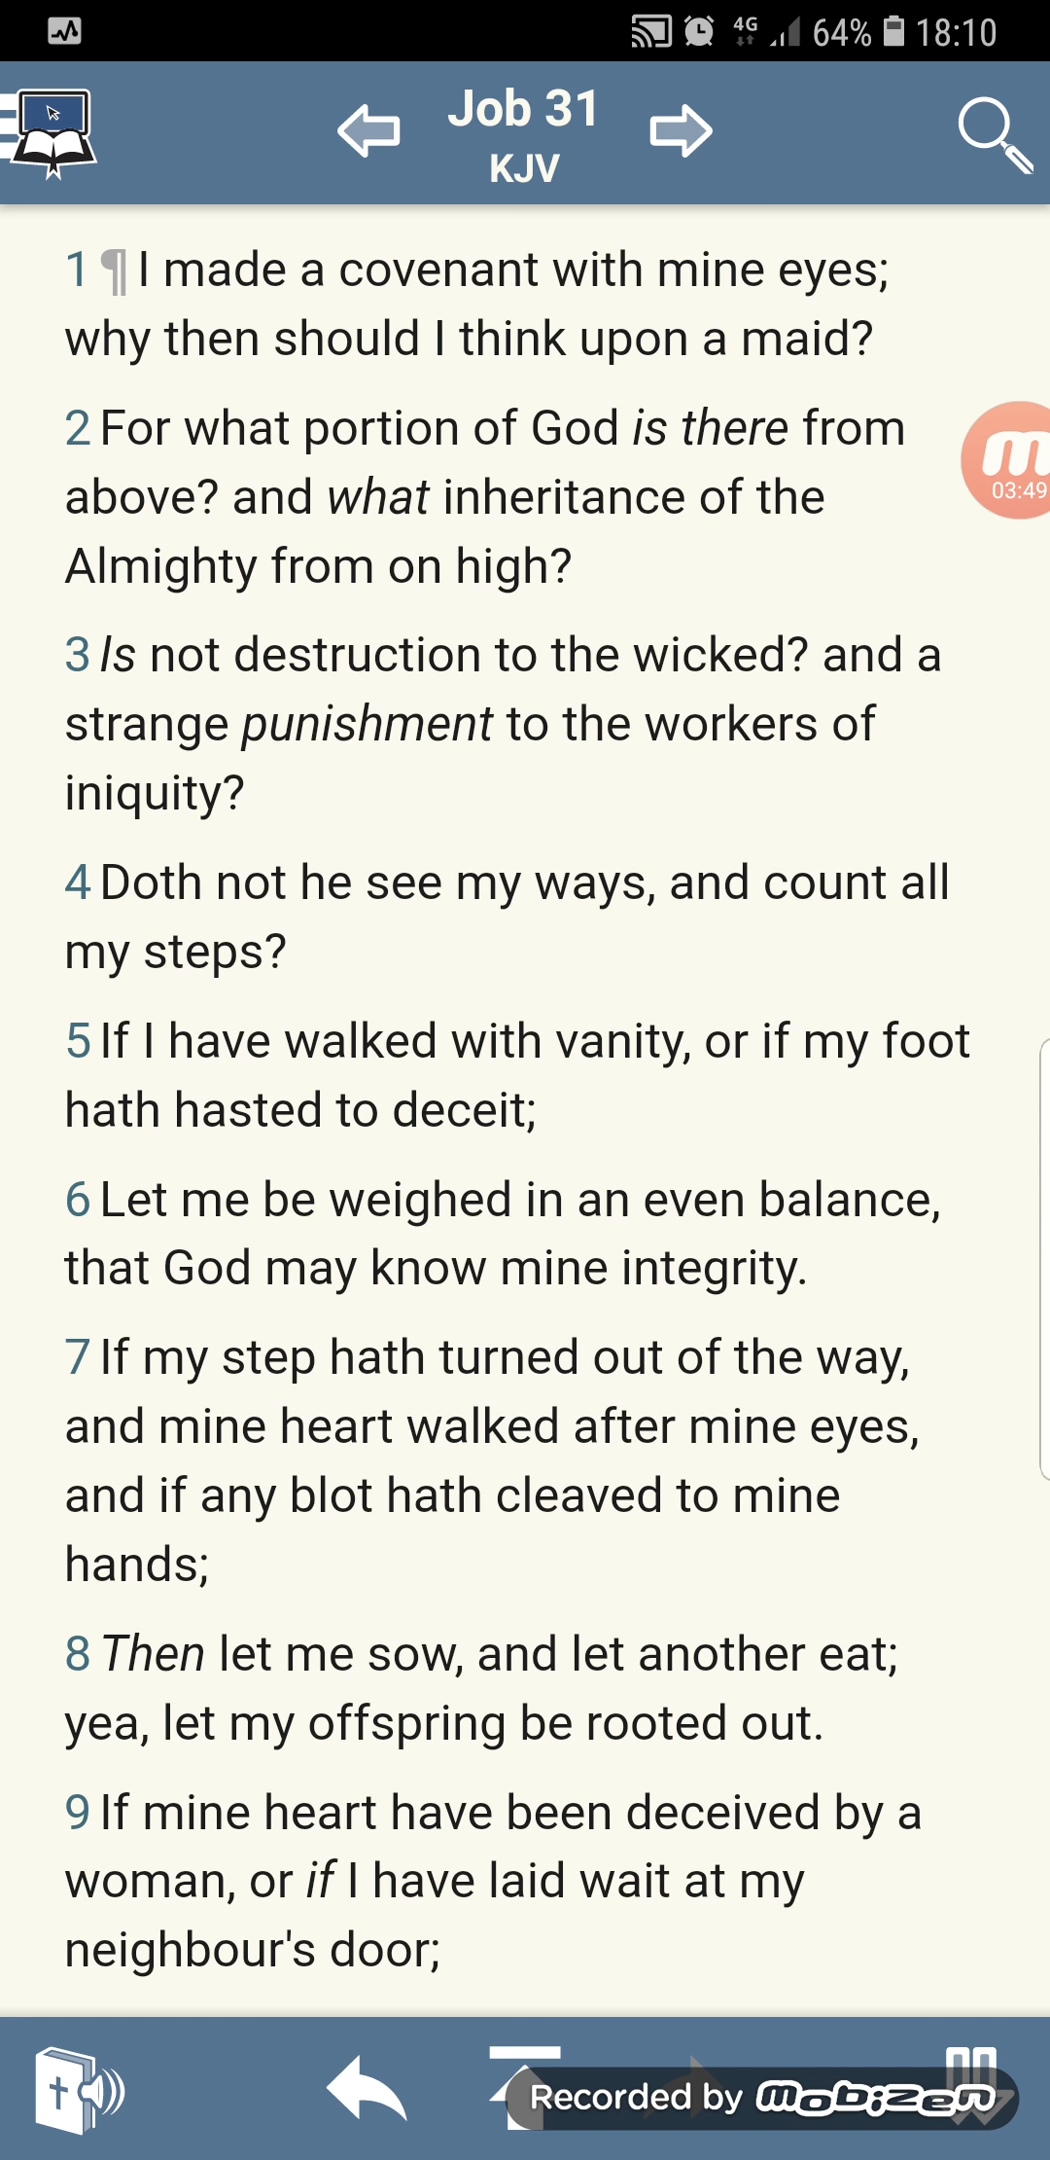 4G 64% 18:10
Job 31
KJV
1 ¶ I made a covenant with mine eyes;
why then should I think upon a maid?
2 For what portion of God is there from
above? and what inheritance of the
Almighty from on high?
m
03:49
3 Is not destruction to the wicked? and a
strange punishment to the workers of
iniquity?
4 Doth not he see my ways, and count all
my steps?
5 If I have walked with vanity, or if my foot
hath hasted to deceit;
6 Let me be weighed in an even balance,
that God may know mine integrity.
7 If my step hath turned out of the way,
and mine heart walked after mine eyes,
and if any blot hath cleaved to mine
hands;
8 Then let me sow, and let another eat;
yea, let my offspring be rooted out.
9 If mine heart have been deceived by a
woman, or if I have laid wait at my
neighbour's door;
Recorded by mobizen